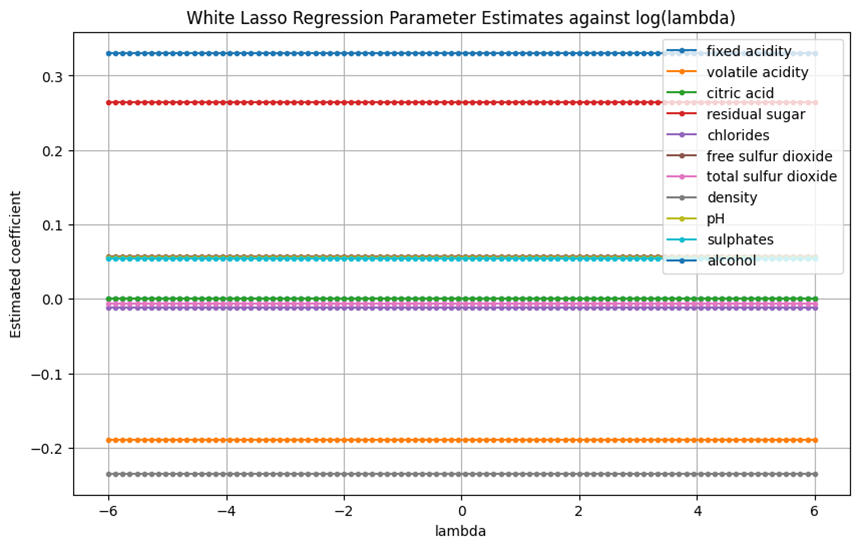 White Lasso Regression Parameter Estimates against log(lambda)
fixed acidity
volatile acidity
citric acid
residual sugar
chlorides
free sulfur dioxide
total sulfur dioxide
density
pH
sulphates
alcohol
Estimated coefficient
0.3
0.2
0.1
0.0
−0.1
−0.2
−6
−4
−2
0
2
4
6
lambda